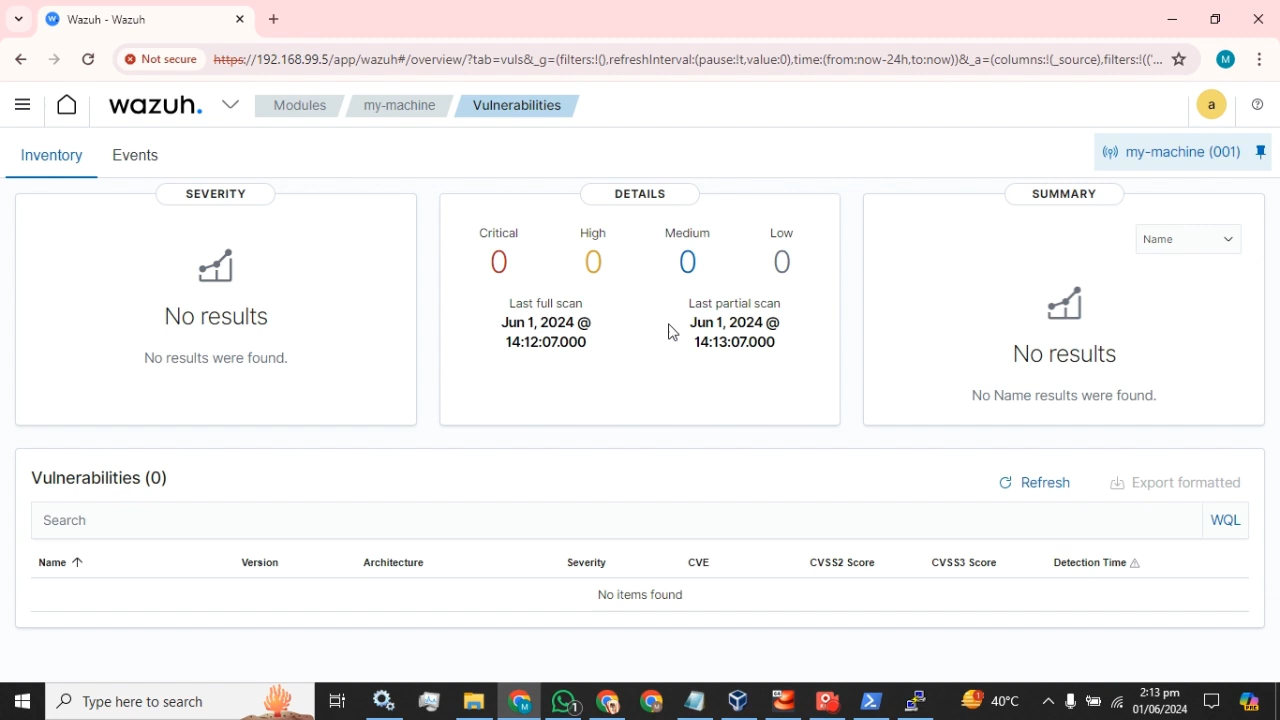 Wazuh - Wazuh
Not secure
https://192.168.99.5/app/wazuh#/overview/?tab=vuls&_g=(filters:!(),refreshInterval:(pause:!t,value:0),time:(from:now-24h,to:now))&_a=(columns:!(_source),filters:!(('...
M
wazuh.
Modules
my-machine
Vulnerabilities
a
Inventory
Events
my-machine (001)
SEVERITY
No results
No results were found.
DETAILS
Critical
High
Medium
Low
0
0
0
0
Last full scan
Jun 1, 2024 @
14:12:07.000
Last partial scan
Jun 1, 2024 @
14:13:07.000
SUMMARY
Name
No results
No Name results were found.
Vulnerabilities (0)
Refresh
Export formatted
Search
WQL
Name
Version
Architecture
Severity
CVE
CVSS2 Score
CVSS3 Score
Detection Time
No items found
Type here to search
1
40°C
2:13 pm
01/06/2024